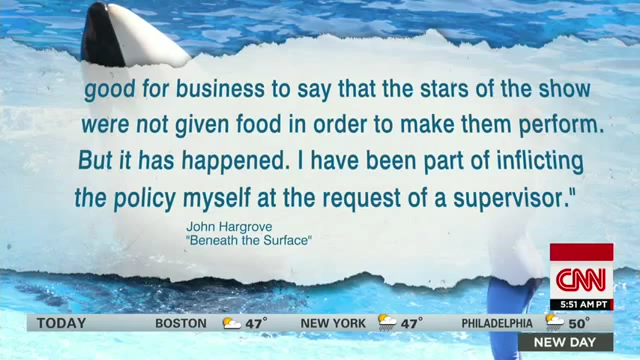 good for business to say that the stars of the show
were not given food in order to make them perform.
But it has happened. I have been part of inflicting
the policy myself at the request of a supervisor."
John Hargrove
"Beneath the Surface"
CNN
5:51 AM PT
TODAY BOSTON 47° NEW YORK 47° PHILADELPHIA 50°
NEW DAY